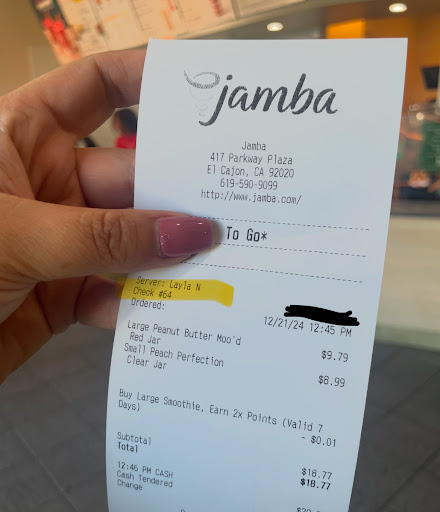 jamba
Jamba
417 Parkway Plaza
El Cajon, CA 92020
619-590-9099
http://www.jamba.com/
To Go*
Server: Layla N
Check #64
Ordered:
12/21/24 12:45 PM
Large Peanut Butter Moo'd $9.79
Red Jar
Small Peach Perfection $8.99
Clear Jar
Buy Large Smoothie, Earn 2x Points (Valid 7
Days) - $0.01
Subtotal $18.77
Total $18.77
12:46 PM CASH
Cash Tendered
Change